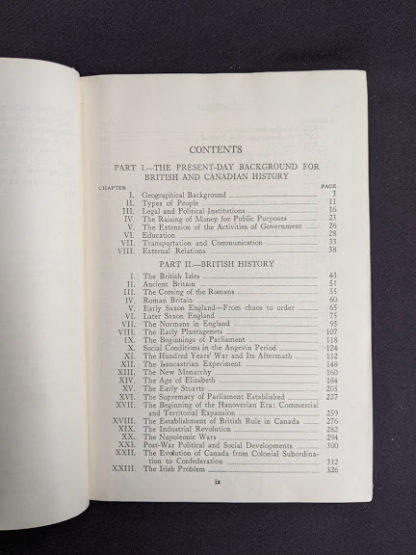 CONTENTS
PART I.—THE PRESENT-DAY BACKGROUND FOR
BRITISH AND CANADIAN HISTORY
CHAPTER PAGE
I. Geographical Background 1
II. Types of People 11
III. Legal and Political Institutions 16
IV. The Raising of Money for Public Purposes 23
V. The Extension of the Activities of Government 26
VI. Education 28
VII. Transportation and Communication 33
VIII. External Relations 38
PART II.—BRITISH HISTORY
I. The British Isles 43
II. Ancient Britain 51
III. The Coming of the Romans 55
IV. Roman Britain 60
V. Early Saxon England—From chaos to order 65
VI. Later Saxon England 75
VII. The Normans in England 93
VIII. The Early Plantagenets 107
IX. The Beginnings of Parliament 118
X. Social Conditions in the Angevin Period 124
XI. The Hundred Years' War and Its Aftermath 132
XII. The Lancastrian Experiment 148
XIII. The New Monarchy 160
XIV. The Age of Elizabeth 184
XV. The Early Stuarts 205
XVI. The Supremacy of Parliament Established 227
XVII. The Beginning of the Hanoverian Era: Commercial
and Territorial Expansion 259
XVIII. The Establishment of British Rule in Canada 276
XIX. The Industrial Revolution 282
XX. The Napoleonic Wars 294
XXI. Post-War Political and Social Developments 300
XXII. The Evolution of Canada from Colonial Subordina-
tion to Confederation 312
XXIII. The Irish Problem 326
ix